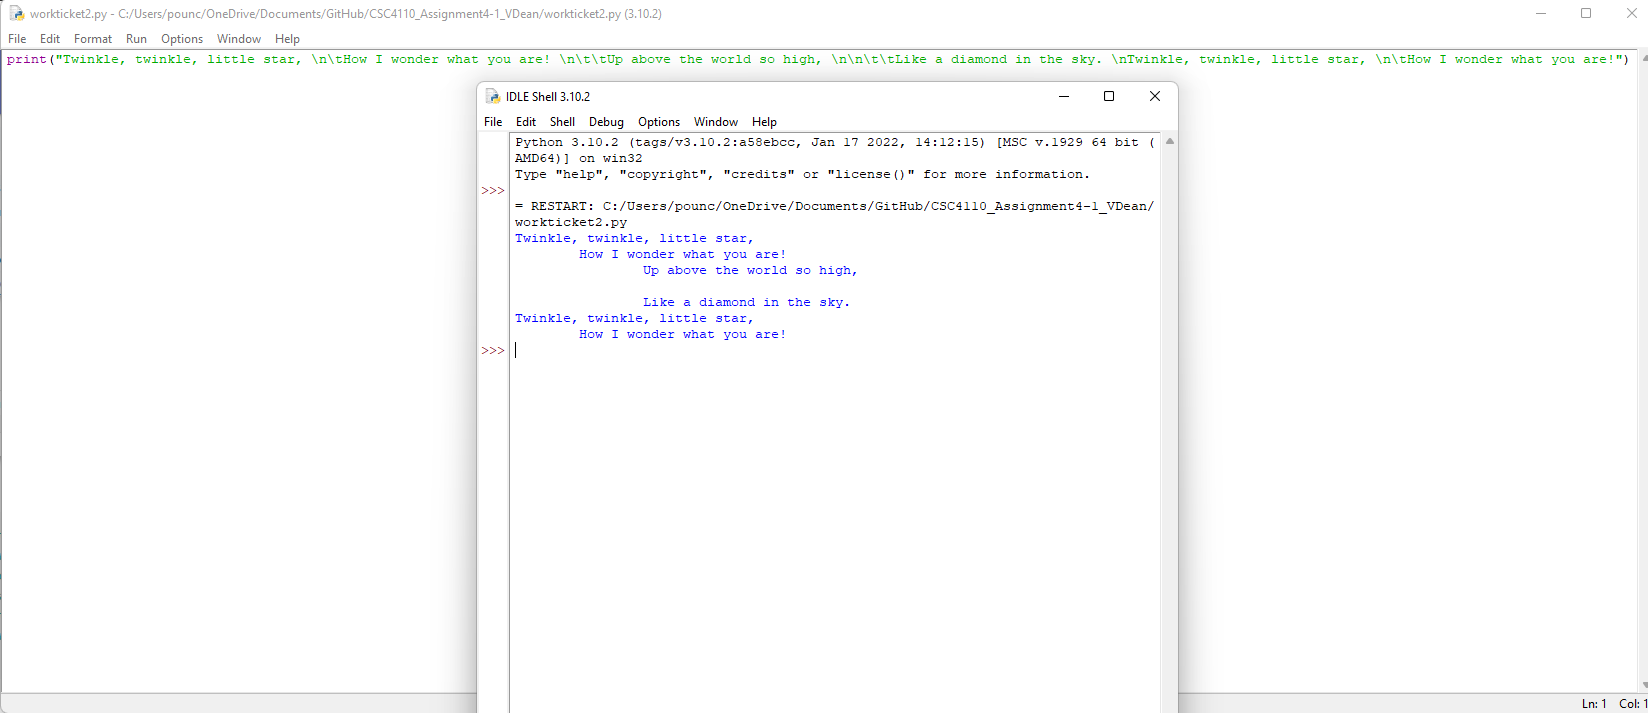 workticket2.py - C:/Users/pounc/OneDrive/Documents/GitHub/CSC4110_Assignment4-1_VDean/workticket2.py (3.10.2)
File Edit Format Run Options Window Help
print("Twinkle, twinkle, little star, \n\tHow I wonder what you are! \n\t\tUp above the world so high, \n\n\t\tLike a diamond in the sky. \nTwinkle, twinkle, little star, \n\tHow I wonder what you are!")
IDLE Shell 3.10.2
File Edit Shell Debug Options Window Help
Python 3.10.2 (tags/v3.10.2:a58ebcc, Jan 17 2022, 14:12:15) [MSC v.1929 64 bit (
AMD64)] on win32
Type "help", "copyright", "credits" or "license()" for more information.
>>>
= RESTART: C:/Users/pounc/OneDrive/Documents/GitHub/CSC4110_Assignment4-1_VDean/
workticket2.py
Twinkle, twinkle, little star,
How I wonder what you are!
Up above the world so high,
Like a diamond in the sky.
Twinkle, twinkle, little star,
How I wonder what you are!
>>>
Ln: 1 Col: 1